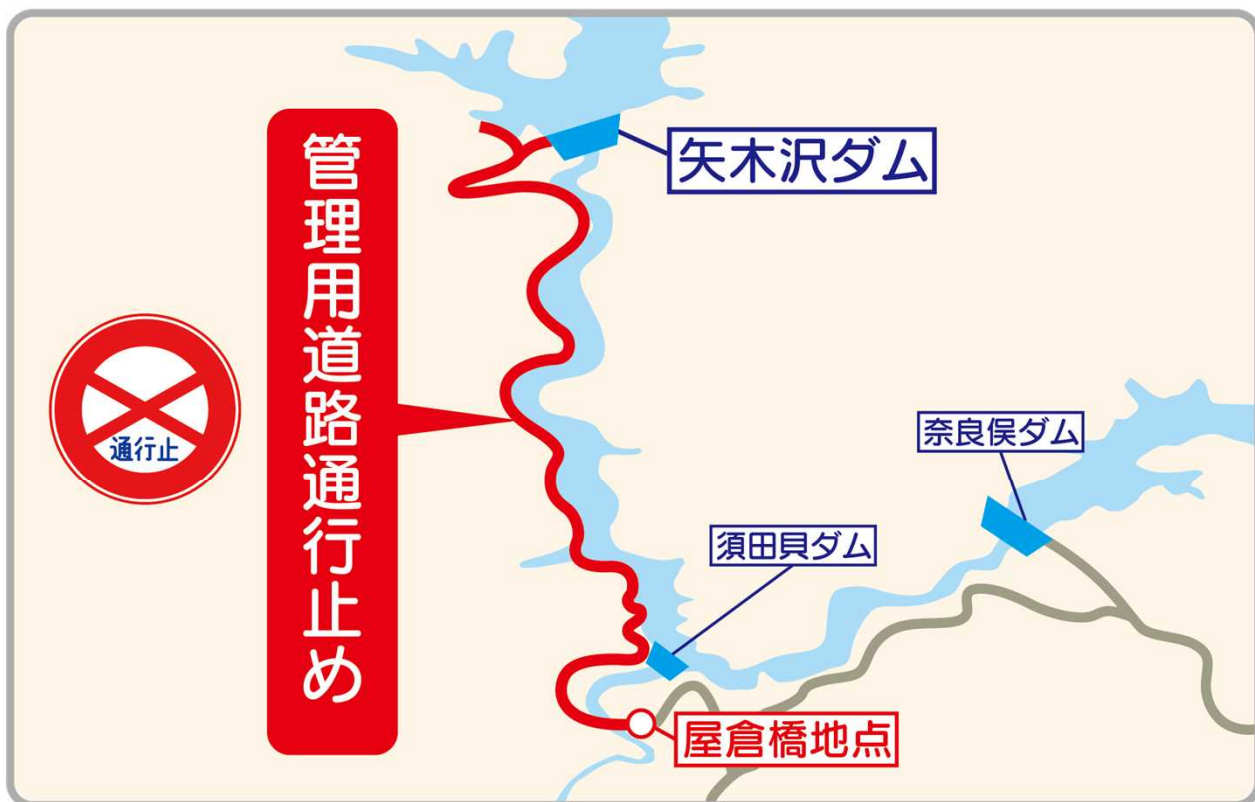 矢木沢ダム
管理用道路通行止め
通行止
奈良俣ダム
須田貝ダム
屋倉橋地点